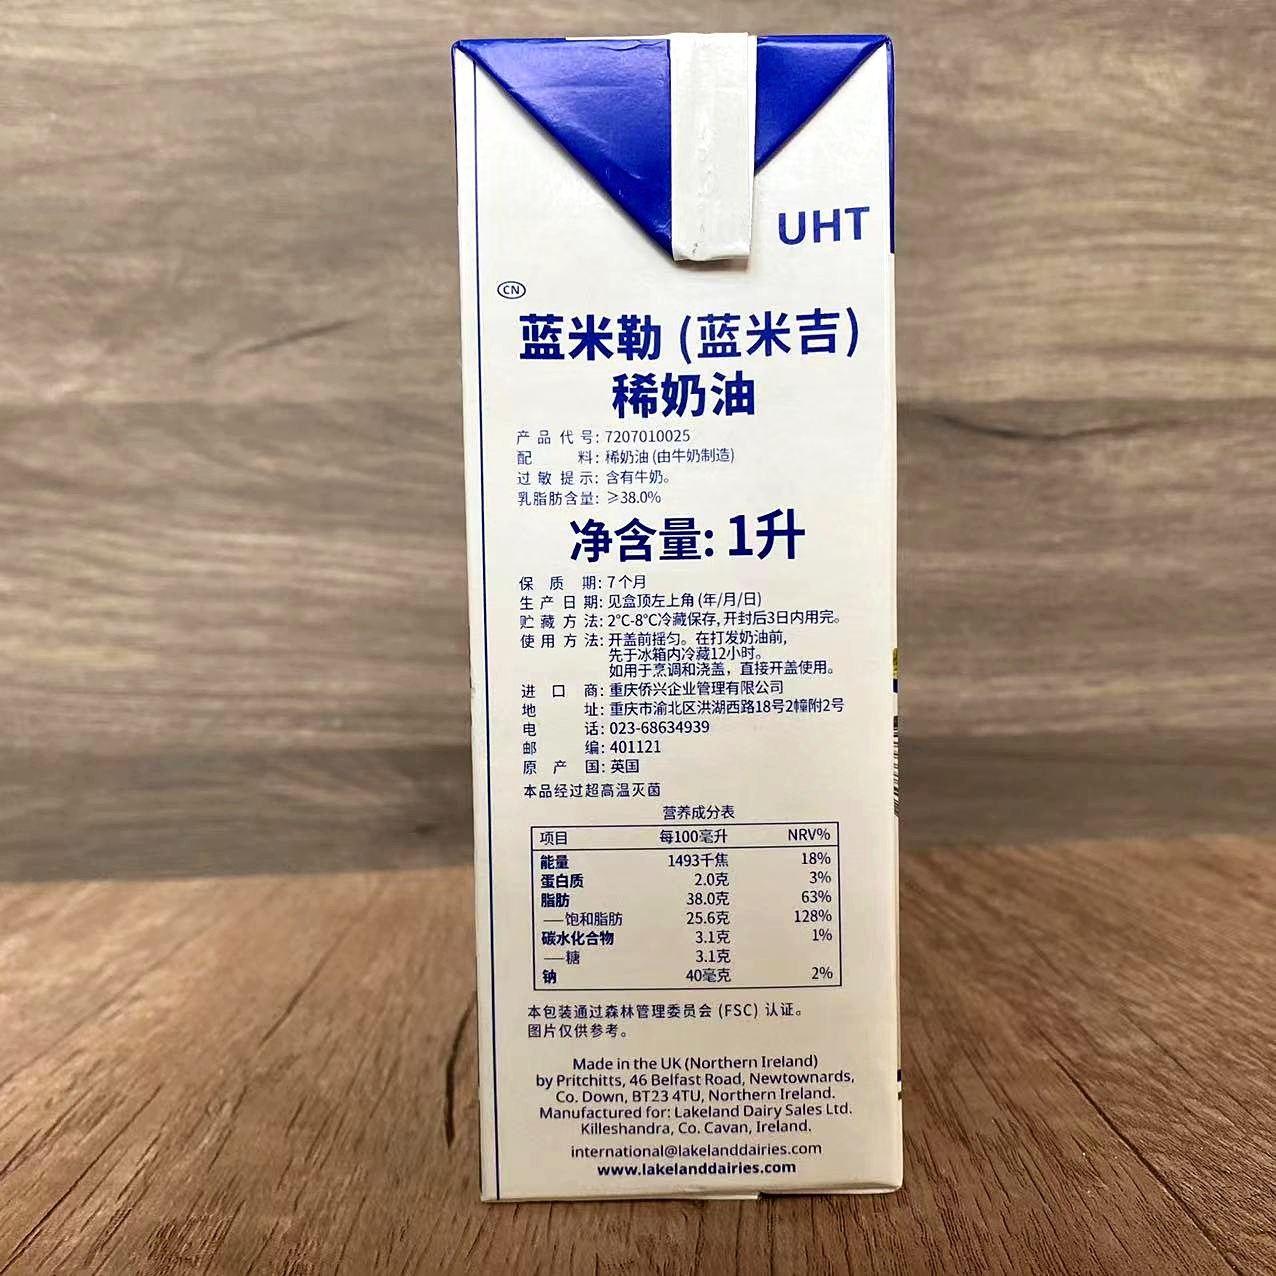 UHT
CN
蓝米勒 (蓝米吉)
稀奶油
产品代号: 7207010025
配料: 稀奶油 (由牛奶制造)
过敏提示: 含有牛奶。
乳脂肪含量: ≥38.0%
净含量: 1升
保质期: 7个月
生产日期: 见盒顶左上角 (年/月/日)
贮藏方法: 2°C-8°C冷藏保存, 开封后3日内用完。
使用方法: 开盖前摇匀。在打发奶油前,
先于冰箱内冷藏12小时。
如用于烹调和浇盖，直接开盖使用。
进口商: 重庆侨兴企业管理有限公司
地址: 重庆市渝北区洪湖西路18号2幢附2号
电话: 023-68634939
邮编: 401121
原产国: 英国
本品经过超高温灭菌
营养成分表
项目 每100毫升 NRV%
能量 1493千焦 18%
蛋白质 2.0克 3%
脂肪 38.0克 63%
—饱和脂肪 25.6克 128%
碳水化合物 3.1克 1%
—糖 3.1克
钠 40毫克 2%
本包装通过森林管理委员会 (FSC) 认证。
图片仅供参考。
Made in the UK (Northern Ireland)
by Pritchitts, 46 Belfast Road, Newtownards,
Co. Down, BT23 4TU, Northern Ireland.
Manufactured for: Lakeland Dairy Sales Ltd.
Killeshandra, Co. Cavan, Ireland.
international@lakelanddairies.com
www.lakelanddairies.com